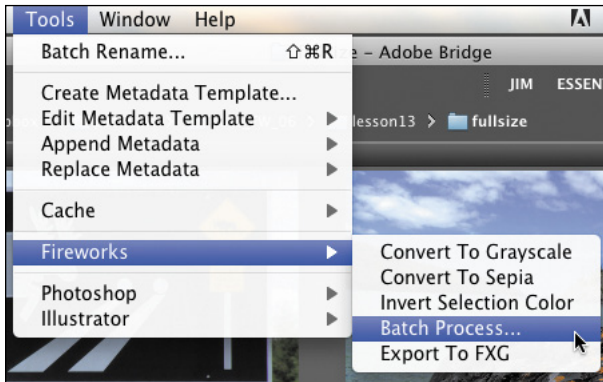 Tools Window Help
Batch Rename... ⇧⌘R
e – Adobe Bridge
JIM ESSEN
Create Metadata Template...
Edit Metadata Template
lesson13 > fullsize
Append Metadata
Replace Metadata
Cache
Fireworks
Convert To Grayscale
Convert To Sepia
Invert Selection Color
Batch Process...
Export To FXG
Photoshop
Illustrator